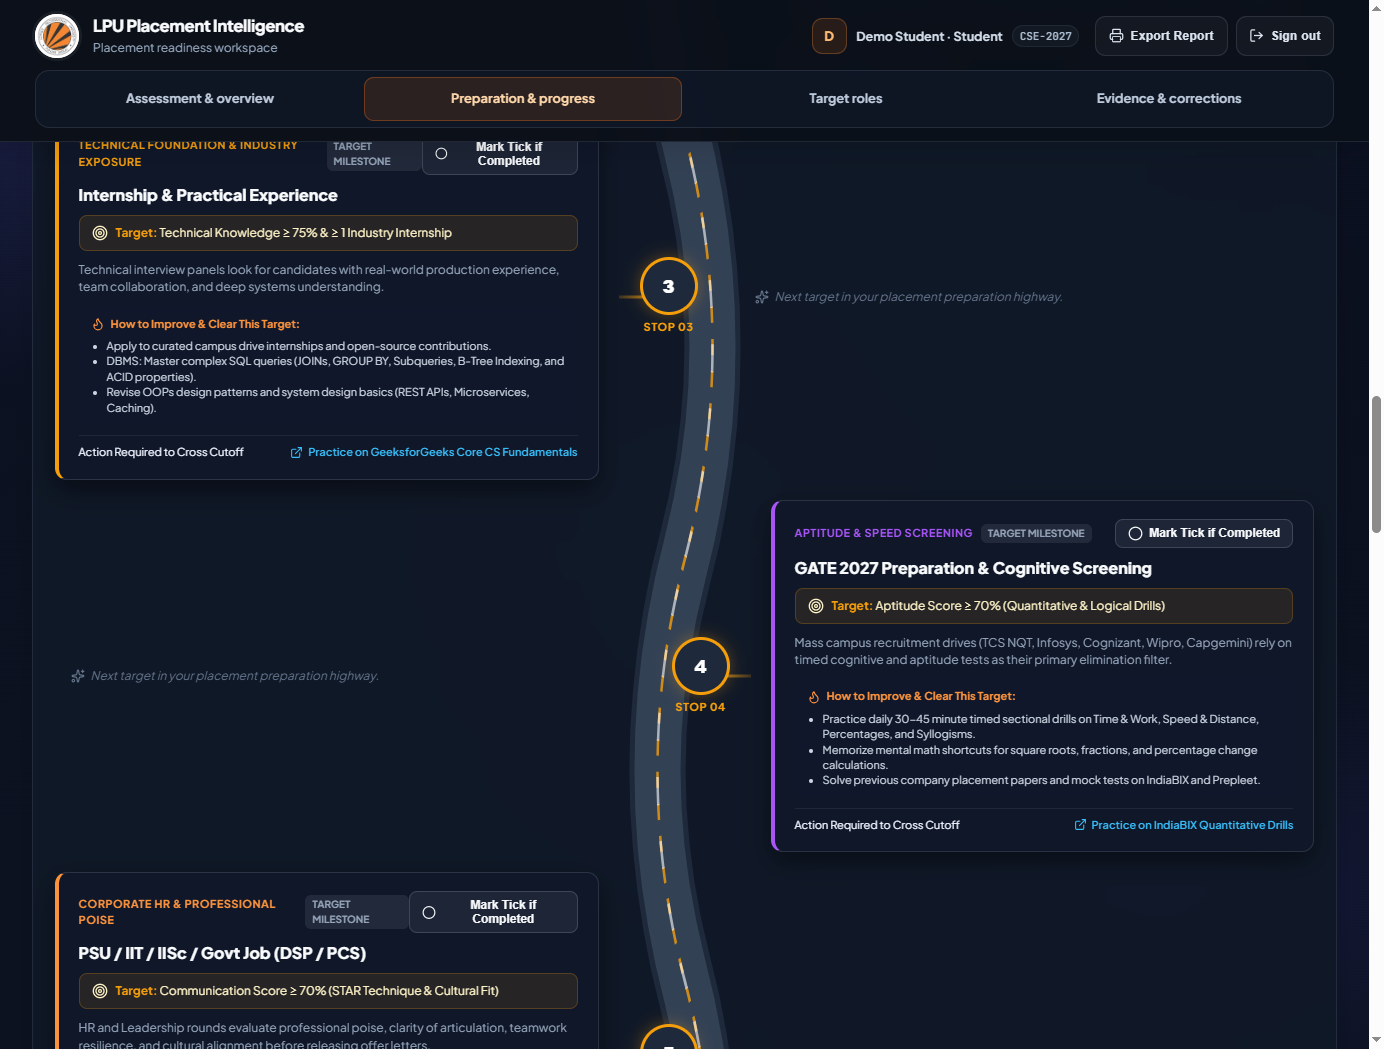 LPU Placement Intelligence
Placement readiness workspace
D
Demo Student · Student
CSE-2027
Export Report
Sign out
Assessment & overview
Preparation & progress
Target roles
Evidence & corrections
TECHNICAL FOUNDATION & INDUSTRY
EXPOSURE
TARGET
MILESTONE
Mark Tick if
Completed
Internship & Practical Experience
Target: Technical Knowledge ≥ 75% & ≥ 1 Industry Internship
Technical interview panels look for candidates with real-world production experience,
team collaboration, and deep systems understanding.
How to Improve & Clear This Target:
• Apply to curated campus drive internships and open-source contributions.
• DBMS: Master complex SQL queries (JOINs, GROUP BY, Subqueries, B-Tree Indexing, and
ACID properties).
• Revise OOPs design patterns and system design basics (REST APIs, Microservices,
Caching).
Action Required to Cross Cutoff
Practice on GeeksforGeeks Core CS Fundamentals
3
STOP 03
Next target in your placement preparation highway.
APTITUDE & SPEED SCREENING
TARGET MILESTONE
Mark Tick if Completed
GATE 2027 Preparation & Cognitive Screening
Target: Aptitude Score ≥ 70% (Quantitative & Logical Drills)
Mass campus recruitment drives (TCS NQT, Infosys, Cognizant, Wipro, Capgemini) rely on
timed cognitive and aptitude tests as their primary elimination filter.
How to Improve & Clear This Target:
• Practice daily 30–45 minute timed sectional drills on Time & Work, Speed & Distance,
Percentages, and Syllogisms.
• Memorize mental math shortcuts for square roots, fractions, and percentage change
calculations.
• Solve previous company placement papers and mock tests on IndiaBIX and Prepleet.
Action Required to Cross Cutoff
Practice on IndiaBIX Quantitative Drills
4
STOP 04
Next target in your placement preparation highway.
CORPORATE HR & PROFESSIONAL
POISE
TARGET
MILESTONE
Mark Tick if
Completed
PSU / IIT / IISc / Govt Job (DSP / PCS)
Target: Communication Score ≥ 70% (STAR Technique & Cultural Fit)
HR and Leadership rounds evaluate professional poise, clarity of articulation, teamwork
resilience, and cultural alignment before releasing offer letters.